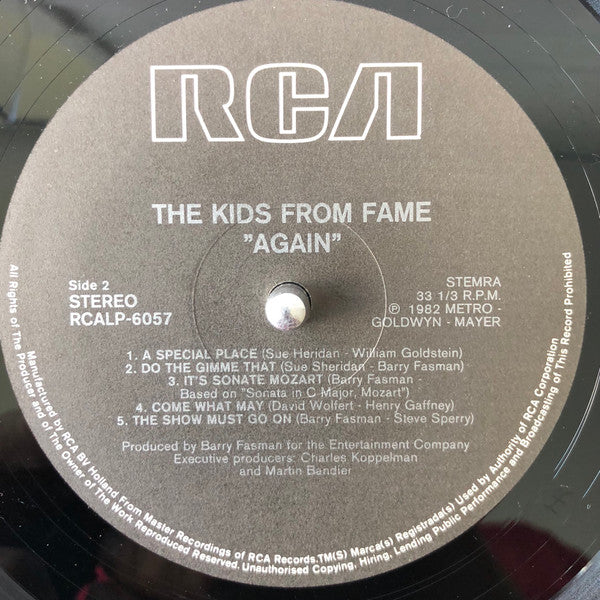 RCA
THE KIDS FROM FAME
"AGAIN"
Side 2
STEREO
RCALP-6057
STEMRA
33 1/3 R.P.M.
℗ 1982 METRO -
GOLDWYN - MAYER
1. A SPECIAL PLACE (Sue Heridan - William Goldstein)
2. DO THE GIMME THAT (Sue Sheridan - Barry Fasman)
3. IT'S SONATE MOZART (Barry Fasman -
Based on "Sonata in C Major, Mozart")
4. COME WHAT MAY (David Wolfert - Henry Gaffney)
5. THE SHOW MUST GO ON (Barry Fasman - Steve Sperry)
Produced by Barry Fasman for the Entertainment Company
Executive producers: Charles Koppelman
and Martin Bandier
All Rights of The Producer and of The Owner of The Work Reproduced Reserved. Unauthorised Copying, Hiring, Lending Public Performance and Broadcasting of This Record Prohibited
Manufactured by RCA BV Holland From Master Recordings of RCA Records.TM(S) Marca(s) Registrada(s) Used by Authority of RCA Corporation